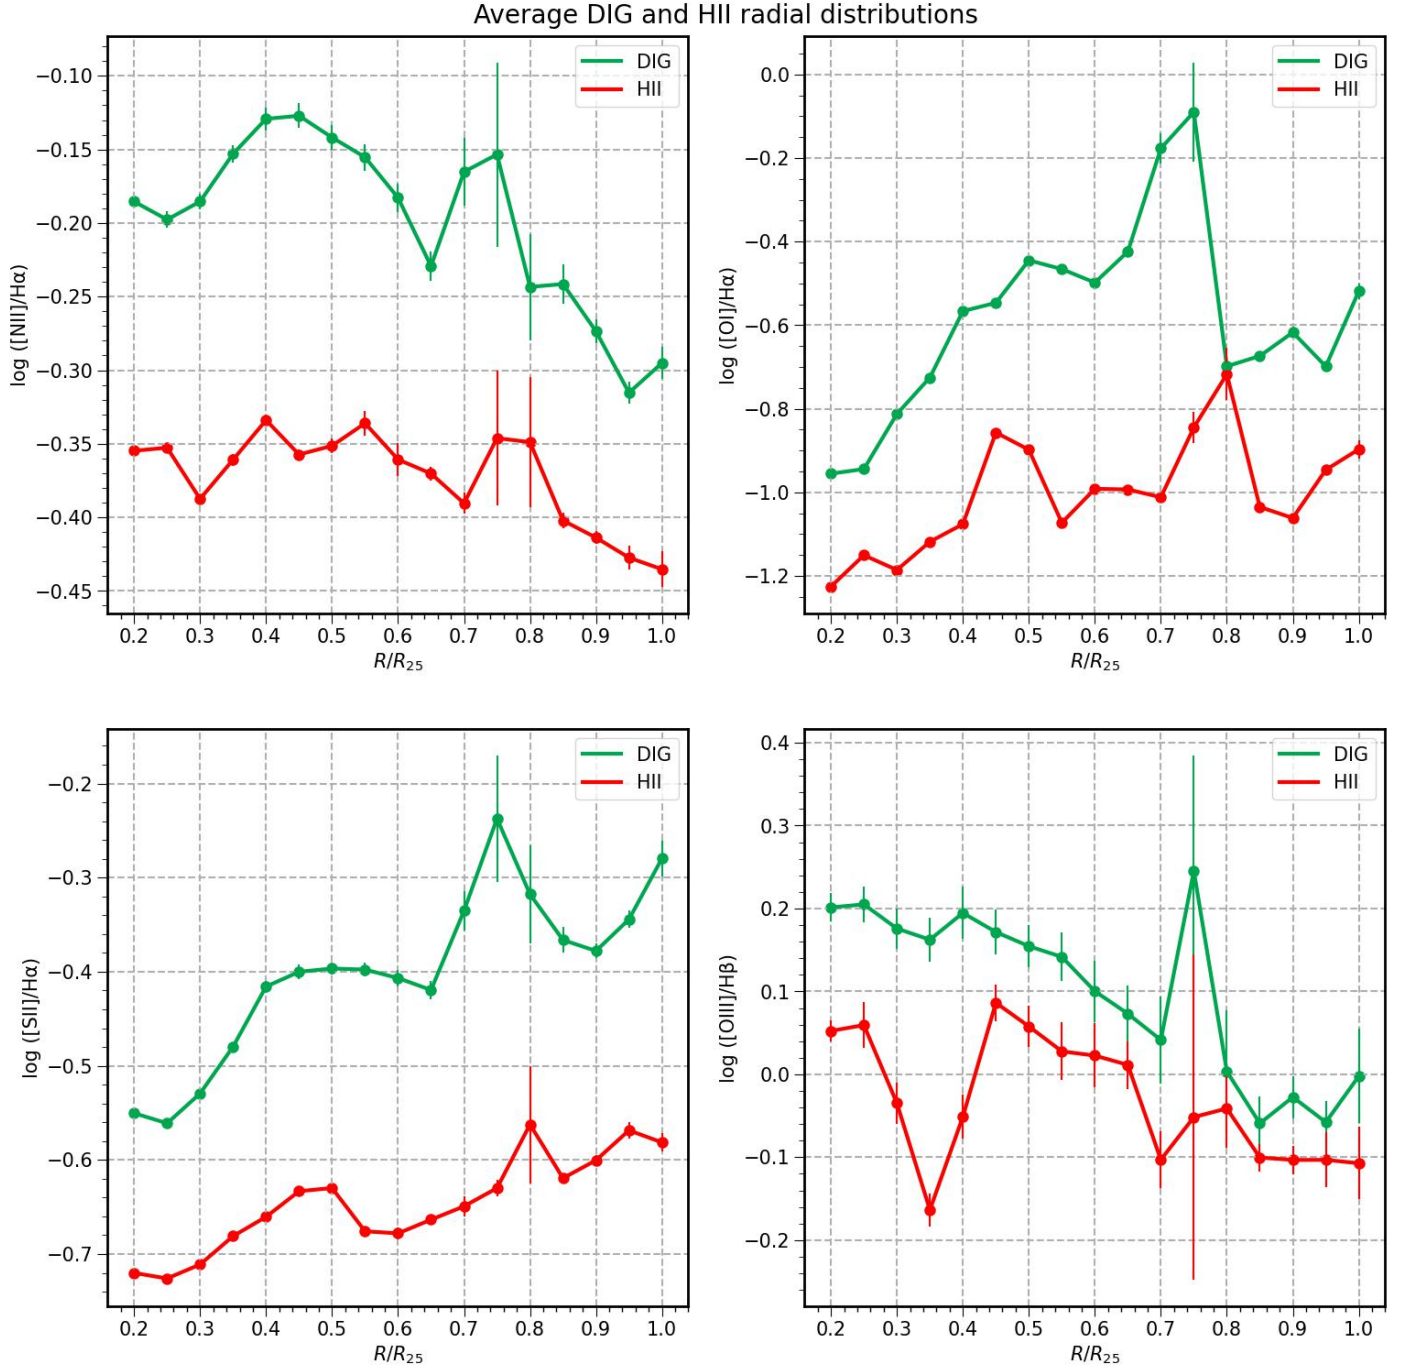 Average DIG and HII radial distributions
DIG
HII
−0.10
−0.15
−0.20
−0.25
−0.30
−0.35
−0.40
−0.45
log ([NII]/Hα)
0.2 0.3 0.4 0.5 0.6 0.7 0.8 0.9 1.0
R/R25
DIG
HII
0.0
−0.2
−0.4
−0.6
−0.8
−1.0
−1.2
log ([OI]/Hα)
0.2 0.3 0.4 0.5 0.6 0.7 0.8 0.9 1.0
R/R25
DIG
HII
−0.2
−0.3
−0.4
−0.5
−0.6
−0.7
log ([SII]/Hα)
0.2 0.3 0.4 0.5 0.6 0.7 0.8 0.9 1.0
R/R25
DIG
HII
0.4
0.3
0.2
0.1
0.0
−0.1
−0.2
log ([OIII]/Hβ)
0.2 0.3 0.4 0.5 0.6 0.7 0.8 0.9 1.0
R/R25